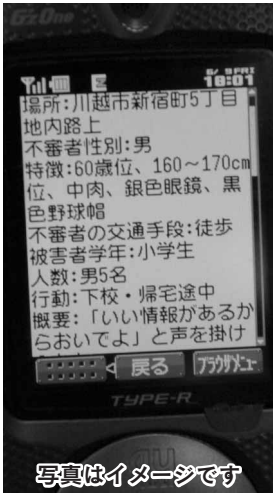 G'zOne
6/ 9 FRI
18:01
場所:川越市新宿町5丁目
地内路上
不審者性別:男
特徴:60歳位、160〜170cm
位、中肉、銀色眼鏡、黒
色野球帽
不審者の交通手段:徒歩
被害者学年:小学生
人数:男5名
行動:下校・帰宅途中
概要:「いい情報があるか
らおいでよ」と声を掛け
戻る
ブラウザメニュー
TYPE-R
au
写真はイメージです